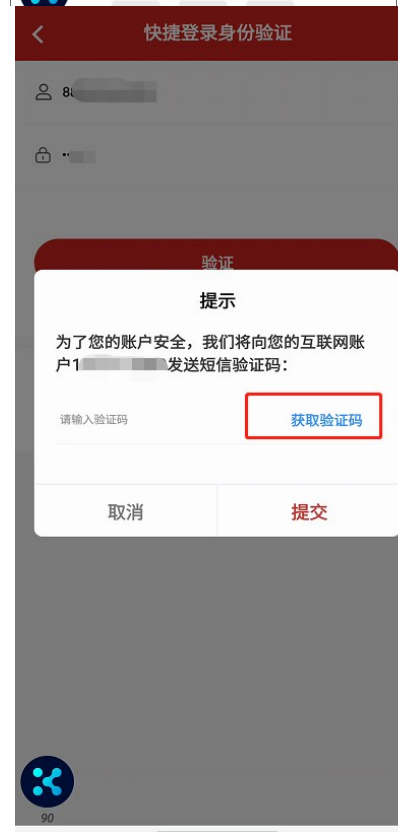 快捷登录身份验证
8
验证
提示
为了您的账户安全，我们将向您的互联网账
户1 发送短信验证码：
请输入验证码
获取验证码
取消
提交
90